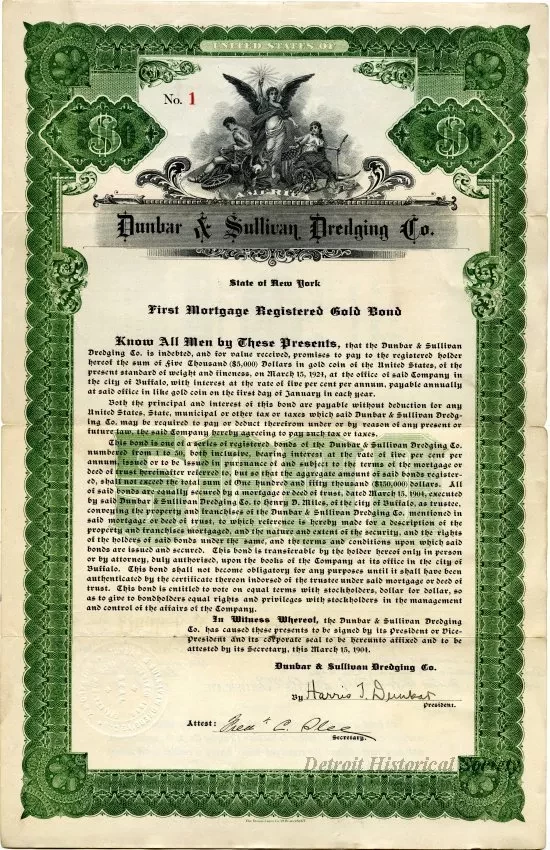 UNITED STATES OF
No. 1
AMERICA
Dunbar & Sullivan Dredging Co.
State of New York
First Mortgage Registered Gold Bond
Know All Men by These Presents, that the Dunbar & Sullivan
Dredging Co. is indebted, and for value received, promises to pay to the registered holder
hereof the sum of Five Thousand ($5,000) Dollars in gold coin of the United States, of the
present standard of weight and fineness, on March 15, 1924, at the office of said Company in
the city of Buffalo, with interest at the rate of five per cent per annum, payable annually
at said office in like gold coin on the first day of January in each year.
Both the principal and interest of this bond are payable without deduction for any
United States, State, municipal or other tax or taxes which said Dunbar & Sullivan Dredg-
ing Co. may be required to pay or deduct therefrom under or by reason of any present or
future law, the said Company hereby agreeing to pay such tax or taxes.
This bond is one of a series of registered bonds of the Dunbar & Sullivan Dredging Co.
numbered from 1 to 50, both inclusive, bearing interest at the rate of five per cent per
annum, issued or to be issued in pursuance of and subject to the terms of the mortgage or
deed of trust hereinafter referred to, but so that the aggregate amount of said bonds register-
ed, shall not exceed the total sum of One hundred and fifty thousand ($150,000) dollars. All
of said bonds are equally secured by a mortgage or deed of trust, dated March 15, 1904, executed
by said Dunbar & Sullivan Dredging Co. to Henry D. Miles, of the city of Buffalo, as trustee,
conveying the property and franchises of the Dunbar & Sullivan Dredging Co. mentioned in
said mortgage or deed of trust, to which reference is hereby made for a description of the
property and franchises mortgaged, and the nature and extent of the security, and the rights
of the holders of said bonds under the same, and the terms and conditions upon which said
bonds are issued and secured. This bond is transferable by the holder hereof only in person
or by attorney, duly authorised, upon the books of the Company at its office in the city of
Buffalo. This bond shall not become obligatory for any purposes until it shall have been
authenticated by the certificate thereon indorsed of the trustee under said mortgage or deed of
trust. This bond is entitled to vote on equal terms with stockholders, dollar for dollar, so
as to give to bondholders equal rights and privileges with stockholders in the management
and control of the affairs of the Company.
In Witness Whereof, the Dunbar & Sullivan Dredging
Co. has caused these presents to be signed by its President or Vice-
President and its corporate seal to be hereunto affixed and to be
attested by its Secretary, this March 15, 1904.
Dunbar & Sullivan Dredging Co.
By Harris T. Dunbar
President.
Attest:
Secretary.
Detroit Historical Society